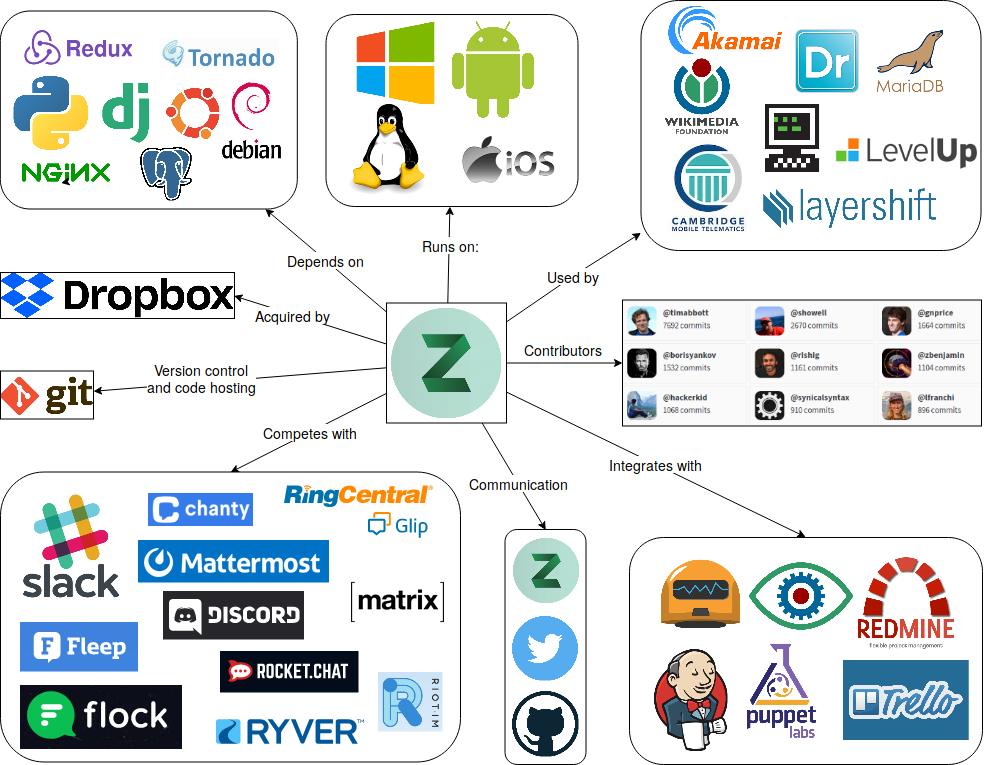 Redux
Tornado
dj
debian
NGiNX
iOS
Akamai
Dr
MariaDB
WIKIMEDIA
FOUNDATION
LevelUp
CAMBRIDGE
MOBILE TELEMATICS
layershift
Depends on
Runs on:
Used by
Dropbox
Acquired by
Z
Contributors
@timabbott
7692 commits
@showell
2670 commits
@gnprice
1664 commits
@borisyankov
1532 commits
@rishig
1161 commits
@zbenjamin
1104 commits
@hackerkid
1068 commits
@synicalsyntax
910 commits
@lfranchi
896 commits
git
Version control
and code hosting
Competes with
Communication
Integrates with
slack
chanty
RingCentral®
Glip
Mattermost
DISCORD
[matrix]
Fleep
ROCKET.CHAT
RIOTIM
flock
RYVER™
Z
REDMINE
flexible project management
puppet
labs
Trello